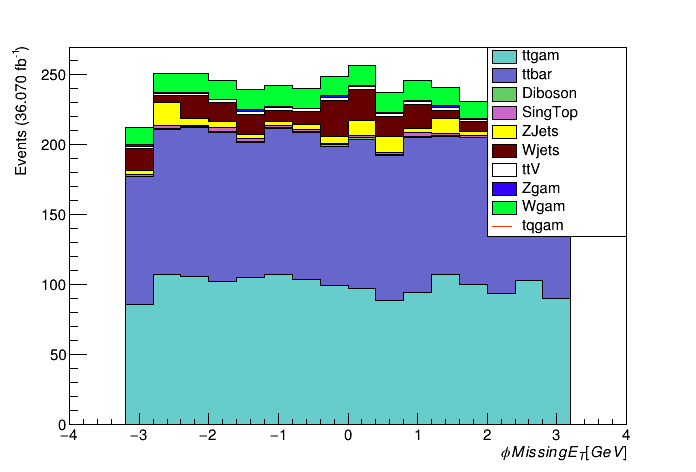 Events (36.070 fb⁻¹)
250
200
150
100
50
0
ttgam
ttbar
Diboson
SingTop
ZJets
Wjets
ttV
Zgam
Wgam
tqgam
−4 −3 −2 −1 0 1 2 3 4
ϕMissingE_T[GeV]